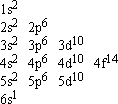 1s²
2s² 2p⁶
3s² 3p⁶ 3d¹⁰
4s² 4p⁶ 4d¹⁰ 4f¹⁴
5s² 5p⁶ 5d¹⁰
6s¹